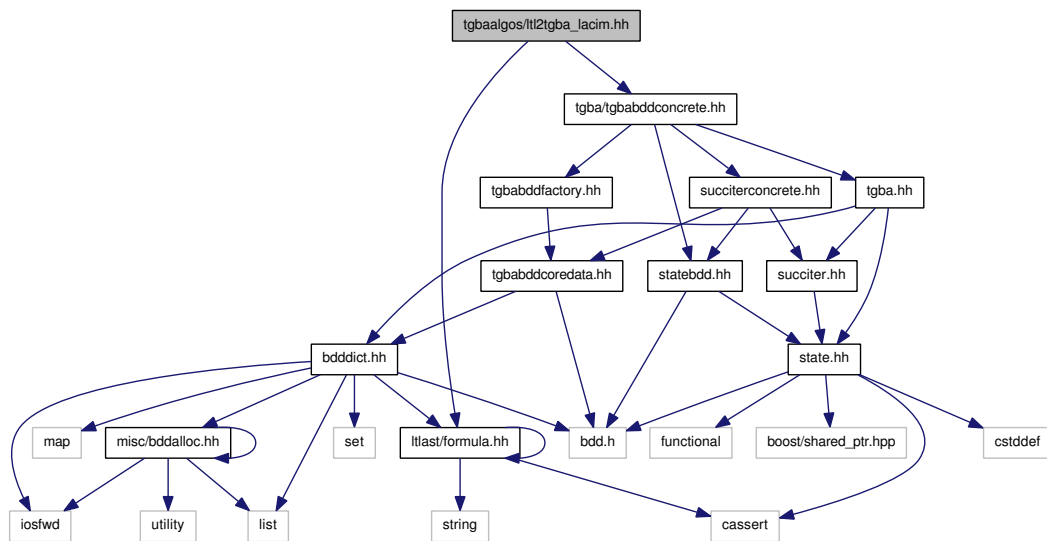 tgbaalgos/ltl2tgba_lacim.hh
tgba/tgbabddconcrete.hh
tgbabddfactory.hh
succiterconcrete.hh
tgba.hh
tgbabddcoredata.hh
statebdd.hh
succiter.hh
bdddict.hh
state.hh
map
misc/bddalloc.hh
set
ltlast/formula.hh
bdd.h
functional
boost/shared_ptr.hpp
cstddef
iosfwd
utility
list
string
cassert